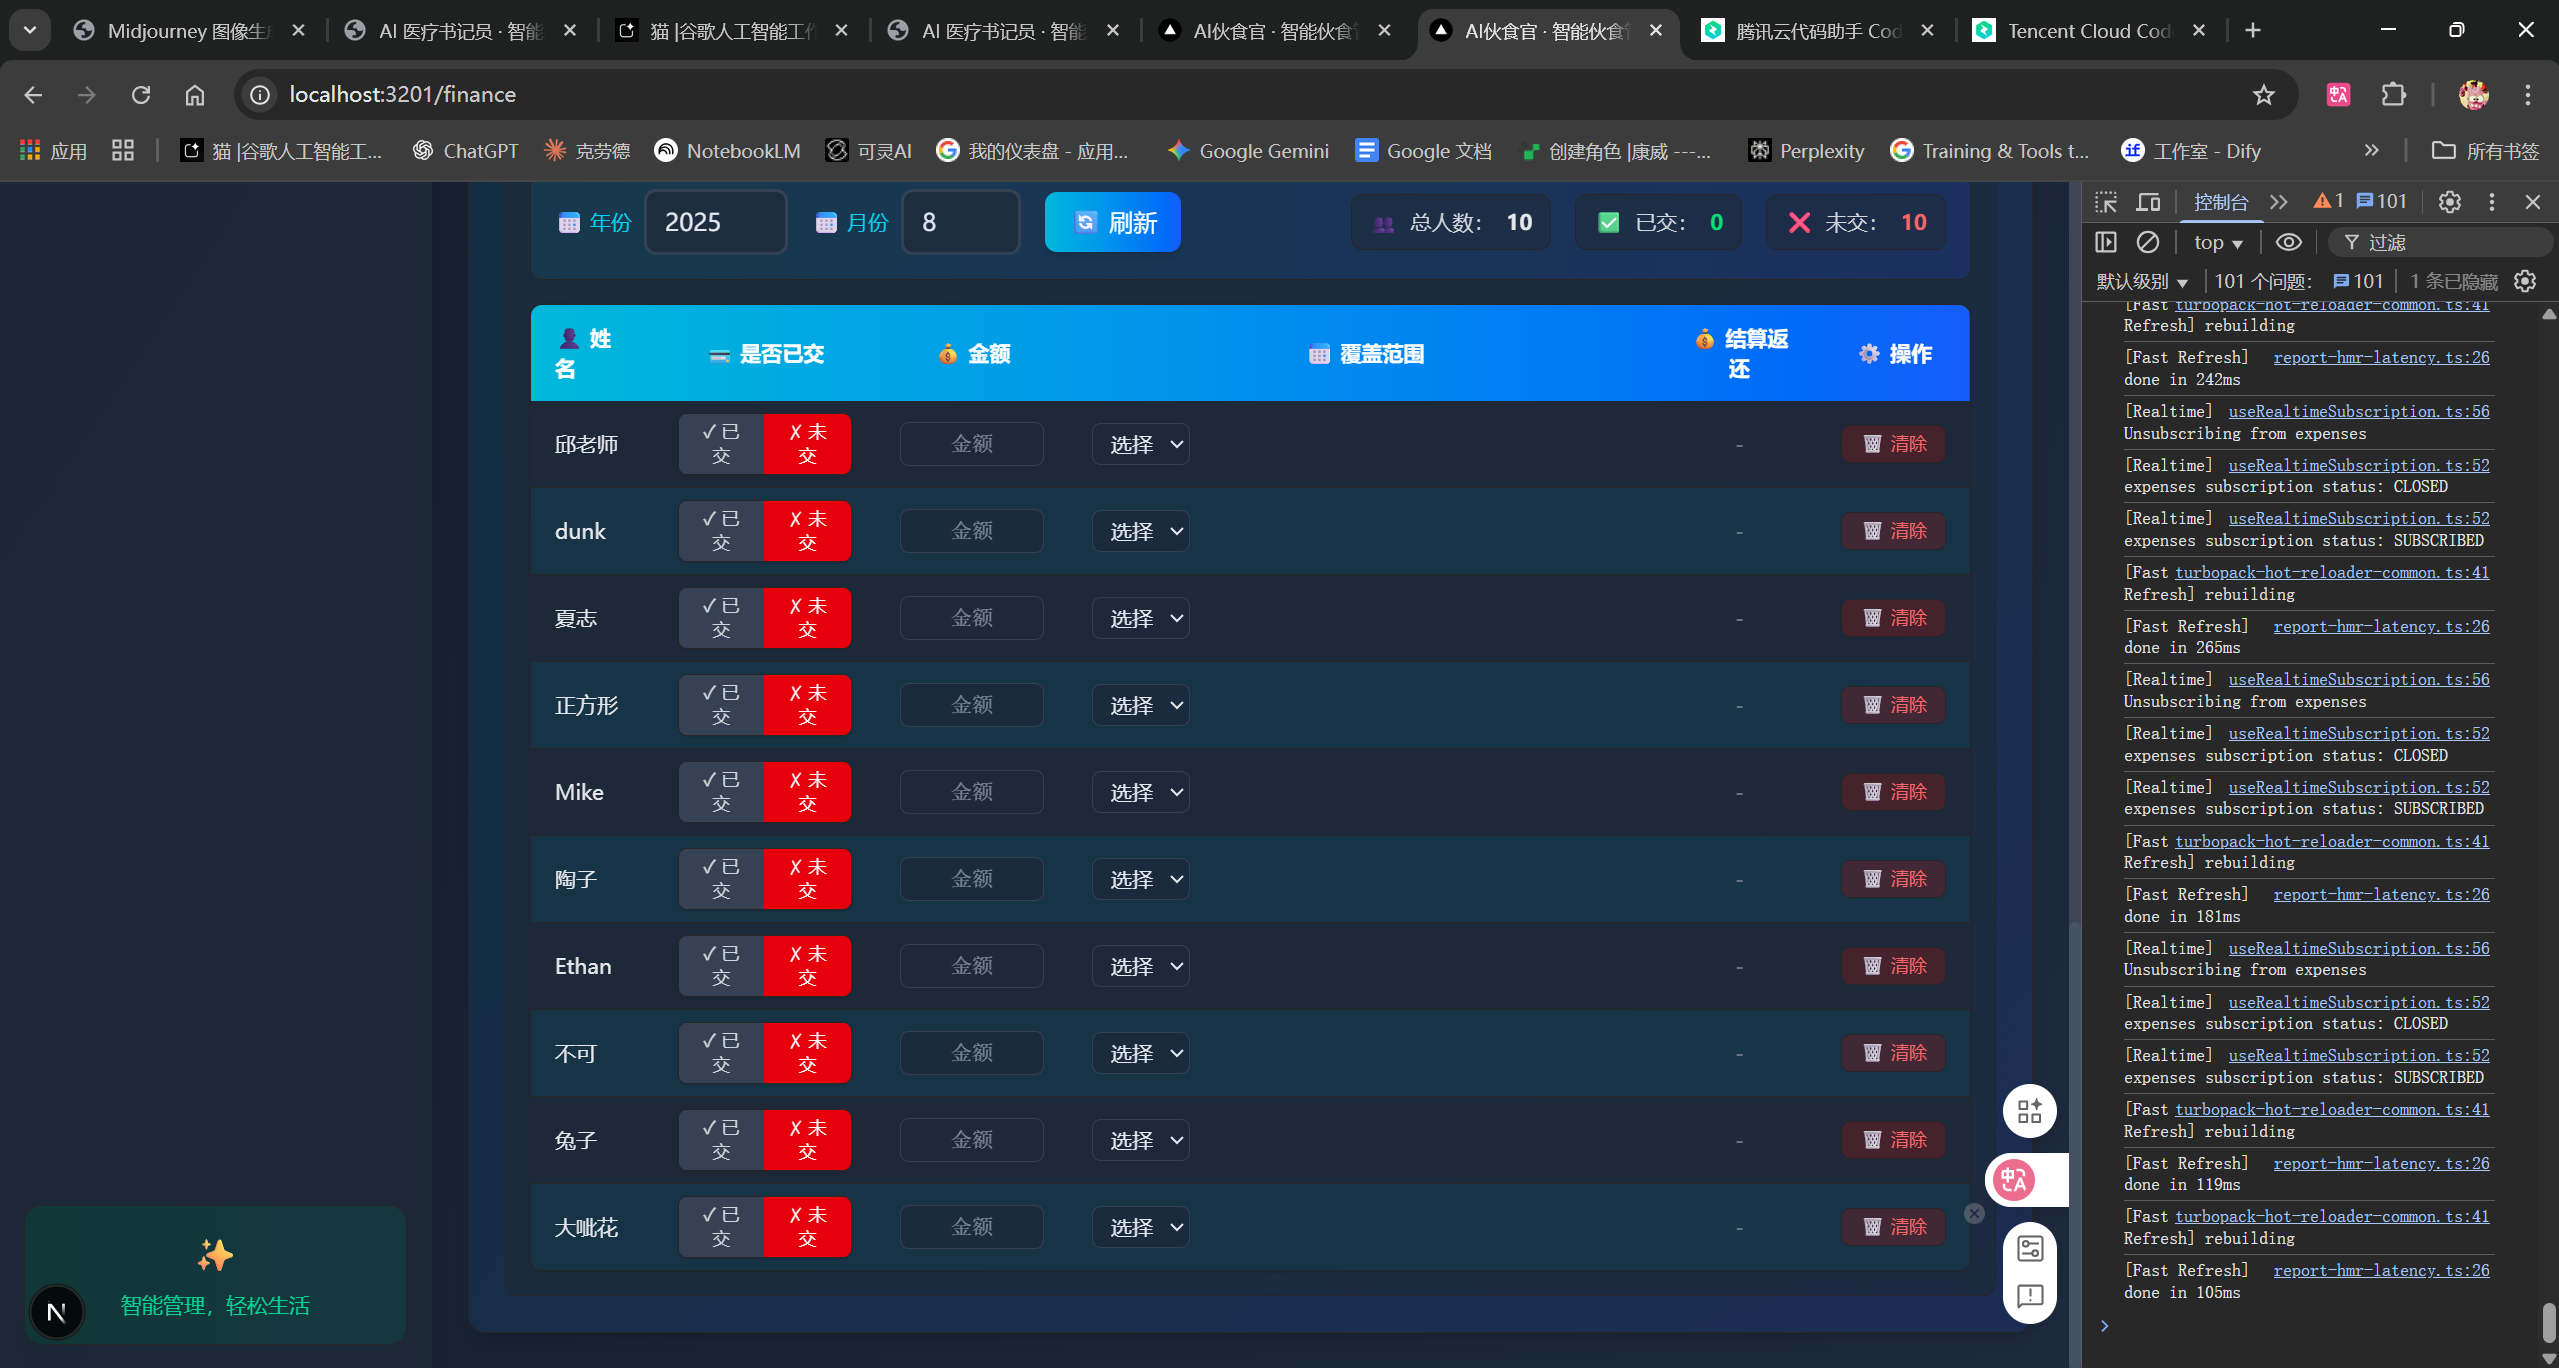 Midjourney 图像生
AI 医疗书记员 · 智能
猫 |谷歌人工智能工作
AI 医疗书记员 · 智能
AI伙食官 · 智能伙食管
AI伙食官 · 智能伙食管
腾讯云代码助手 Cod
Tencent Cloud Cod
localhost:3201/finance
应用
猫 |谷歌人工智能工...
ChatGPT
克劳德
NotebookLM
可灵AI
我的仪表盘 - 应用...
Google Gemini
Google 文档
创建角色 |康威 ---...
Perplexity
Training & Tools t...
工作室 - Dify
所有书签
年份 2025
月份 8
刷新
总人数： 10
已交： 0
未交： 10
姓名
是否已交
金额
覆盖范围
结算返还
操作
邱老师 ✓ 已交 ✗ 未交 金额 选择 - 清除
dunk ✓ 已交 ✗ 未交 金额 选择 - 清除
夏志 ✓ 已交 ✗ 未交 金额 选择 - 清除
正方形 ✓ 已交 ✗ 未交 金额 选择 - 清除
Mike ✓ 已交 ✗ 未交 金额 选择 - 清除
陶子 ✓ 已交 ✗ 未交 金额 选择 - 清除
Ethan ✓ 已交 ✗ 未交 金额 选择 - 清除
不可 ✓ 已交 ✗ 未交 金额 选择 - 清除
兔子 ✓ 已交 ✗ 未交 金额 选择 - 清除
大呲花 ✓ 已交 ✗ 未交 金额 选择 - 清除
智能管理，轻松生活
N
控制台
1
101
top
过滤
默认级别
101 个问题：
101
1 条已隐藏
[Fast turbopack-hot-reloader-common.ts:41
Refresh] rebuilding
[Fast Refresh] report-hmr-latency.ts:26
done in 242ms
[Realtime] useRealtimeSubscription.ts:56
Unsubscribing from expenses
[Realtime] useRealtimeSubscription.ts:52
expenses subscription status: CLOSED
[Realtime] useRealtimeSubscription.ts:52
expenses subscription status: SUBSCRIBED
[Fast turbopack-hot-reloader-common.ts:41
Refresh] rebuilding
[Fast Refresh] report-hmr-latency.ts:26
done in 265ms
[Realtime] useRealtimeSubscription.ts:56
Unsubscribing from expenses
[Realtime] useRealtimeSubscription.ts:52
expenses subscription status: CLOSED
[Realtime] useRealtimeSubscription.ts:52
expenses subscription status: SUBSCRIBED
[Fast turbopack-hot-reloader-common.ts:41
Refresh] rebuilding
[Fast Refresh] report-hmr-latency.ts:26
done in 181ms
[Realtime] useRealtimeSubscription.ts:56
Unsubscribing from expenses
[Realtime] useRealtimeSubscription.ts:52
expenses subscription status: CLOSED
[Realtime] useRealtimeSubscription.ts:52
expenses subscription status: SUBSCRIBED
[Fast turbopack-hot-reloader-common.ts:41
Refresh] rebuilding
[Fast Refresh] report-hmr-latency.ts:26
done in 119ms
[Fast turbopack-hot-reloader-common.ts:41
Refresh] rebuilding
[Fast Refresh] report-hmr-latency.ts:26
done in 105ms